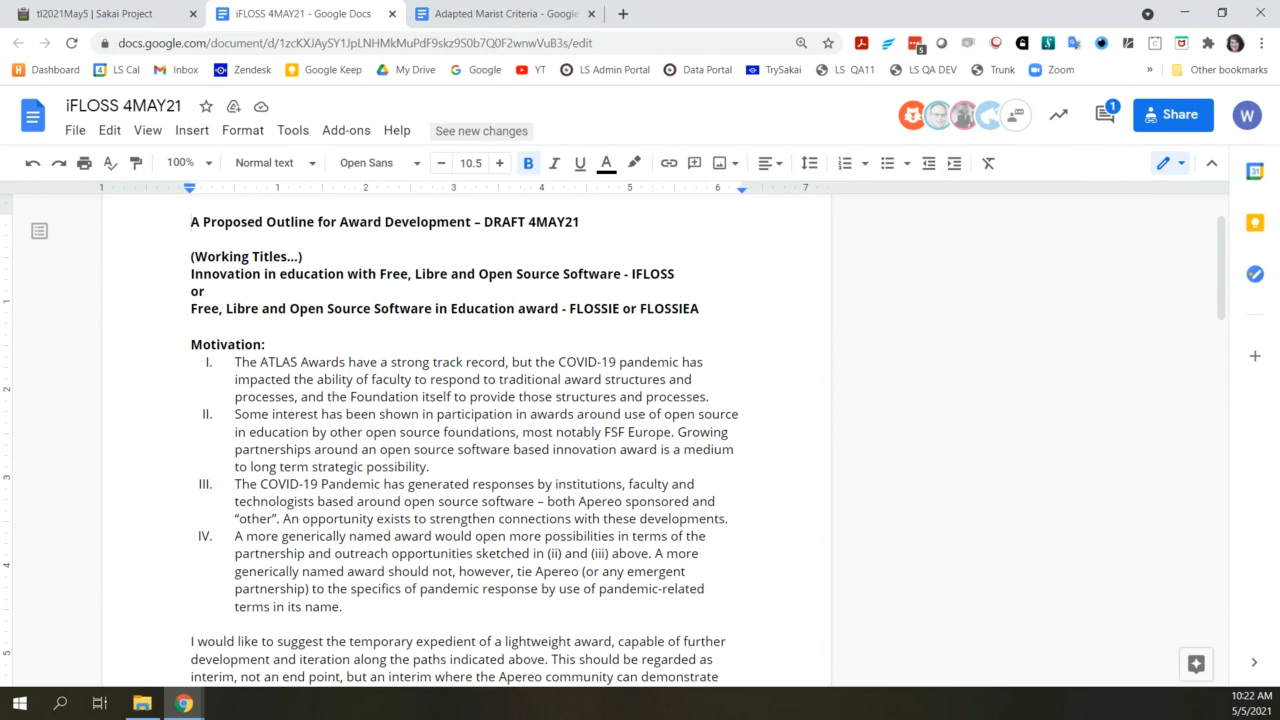 tl2021May5 | Sakai Project
iFLOSS 4MAY21 - Google Docs
Adapted Marist Criteria - Google
docs.google.com/document/d/1zcKXJAySY1JpLNHMkMuPdF9skz9S0b7Q0F2wnwVuB3s/edit
Dashboard
LS Cal
Inbox
Zendesk
Google Keep
My Drive
Google
YT
LS Admin Portal
Data Portal
TrySakai
LS QA11
LS QA DEV
Trunk
Zoom
»
Other bookmarks
iFLOSS 4MAY21
File Edit View Insert Format Tools Add-ons Help See new changes
1
Share
W
100% Normal text Open Sans 10.5 B I U A
1 1 2 3 4 5 6 7
A Proposed Outline for Award Development – DRAFT 4MAY21
(Working Titles...)
Innovation in education with Free, Libre and Open Source Software - IFLOSS
or
Free, Libre and Open Source Software in Education award - FLOSSIE or FLOSSIEA
Motivation:
I. The ATLAS Awards have a strong track record, but the COVID-19 pandemic has
impacted the ability of faculty to respond to traditional award structures and
processes, and the Foundation itself to provide those structures and processes.
II. Some interest has been shown in participation in awards around use of open source
in education by other open source foundations, most notably FSF Europe. Growing
partnerships around an open source software based innovation award is a medium
to long term strategic possibility.
III. The COVID-19 Pandemic has generated responses by institutions, faculty and
technologists based around open source software – both Apereo sponsored and
“other”. An opportunity exists to strengthen connections with these developments.
IV. A more generically named award would open more possibilities in terms of the
partnership and outreach opportunities sketched in (ii) and (iii) above. A more
generically named award should not, however, tie Apereo (or any emergent
partnership) to the specifics of pandemic response by use of pandemic-related
terms in its name.
I would like to suggest the temporary expedient of a lightweight award, capable of further
development and iteration along the paths indicated above. This should be regarded as
interim, not an end point, but an interim where the Apereo community can demonstrate
10:22 AM
5/5/2021